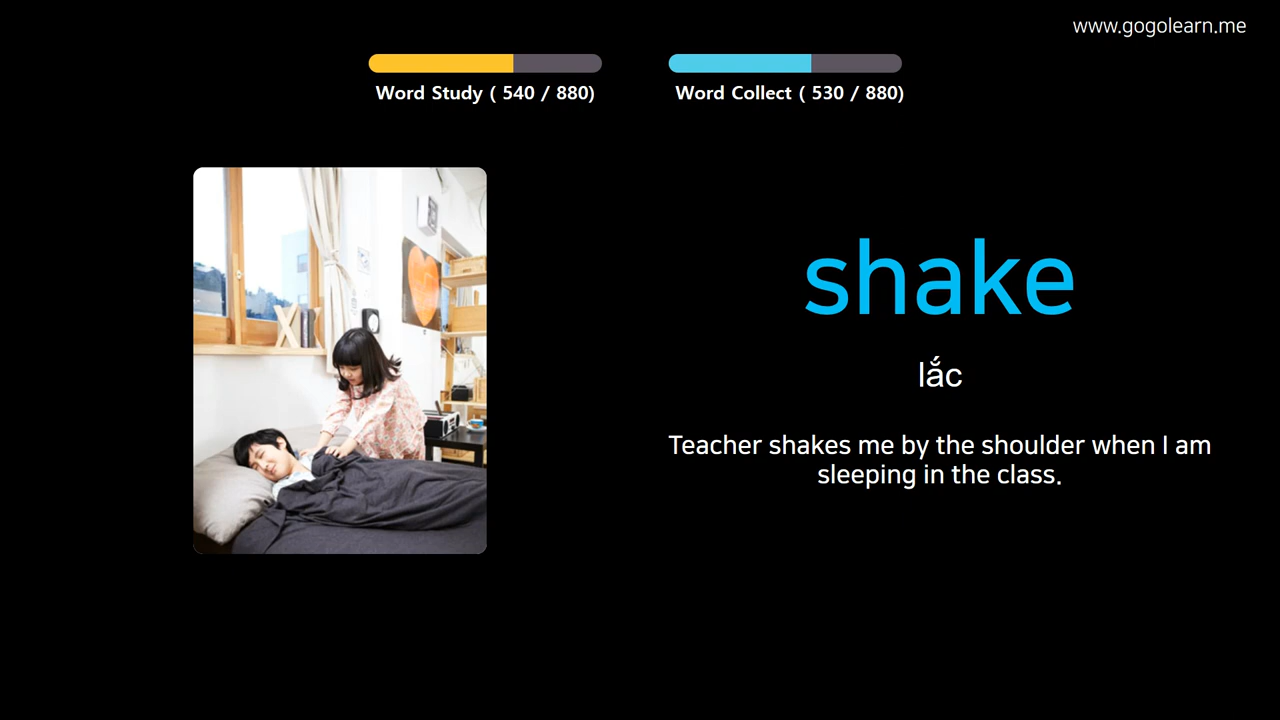 www.gogolearn.me
Word Study ( 540 / 880)
Word Collect ( 530 / 880)
shake
lắc
Teacher shakes me by the shoulder when I am
sleeping in the class.